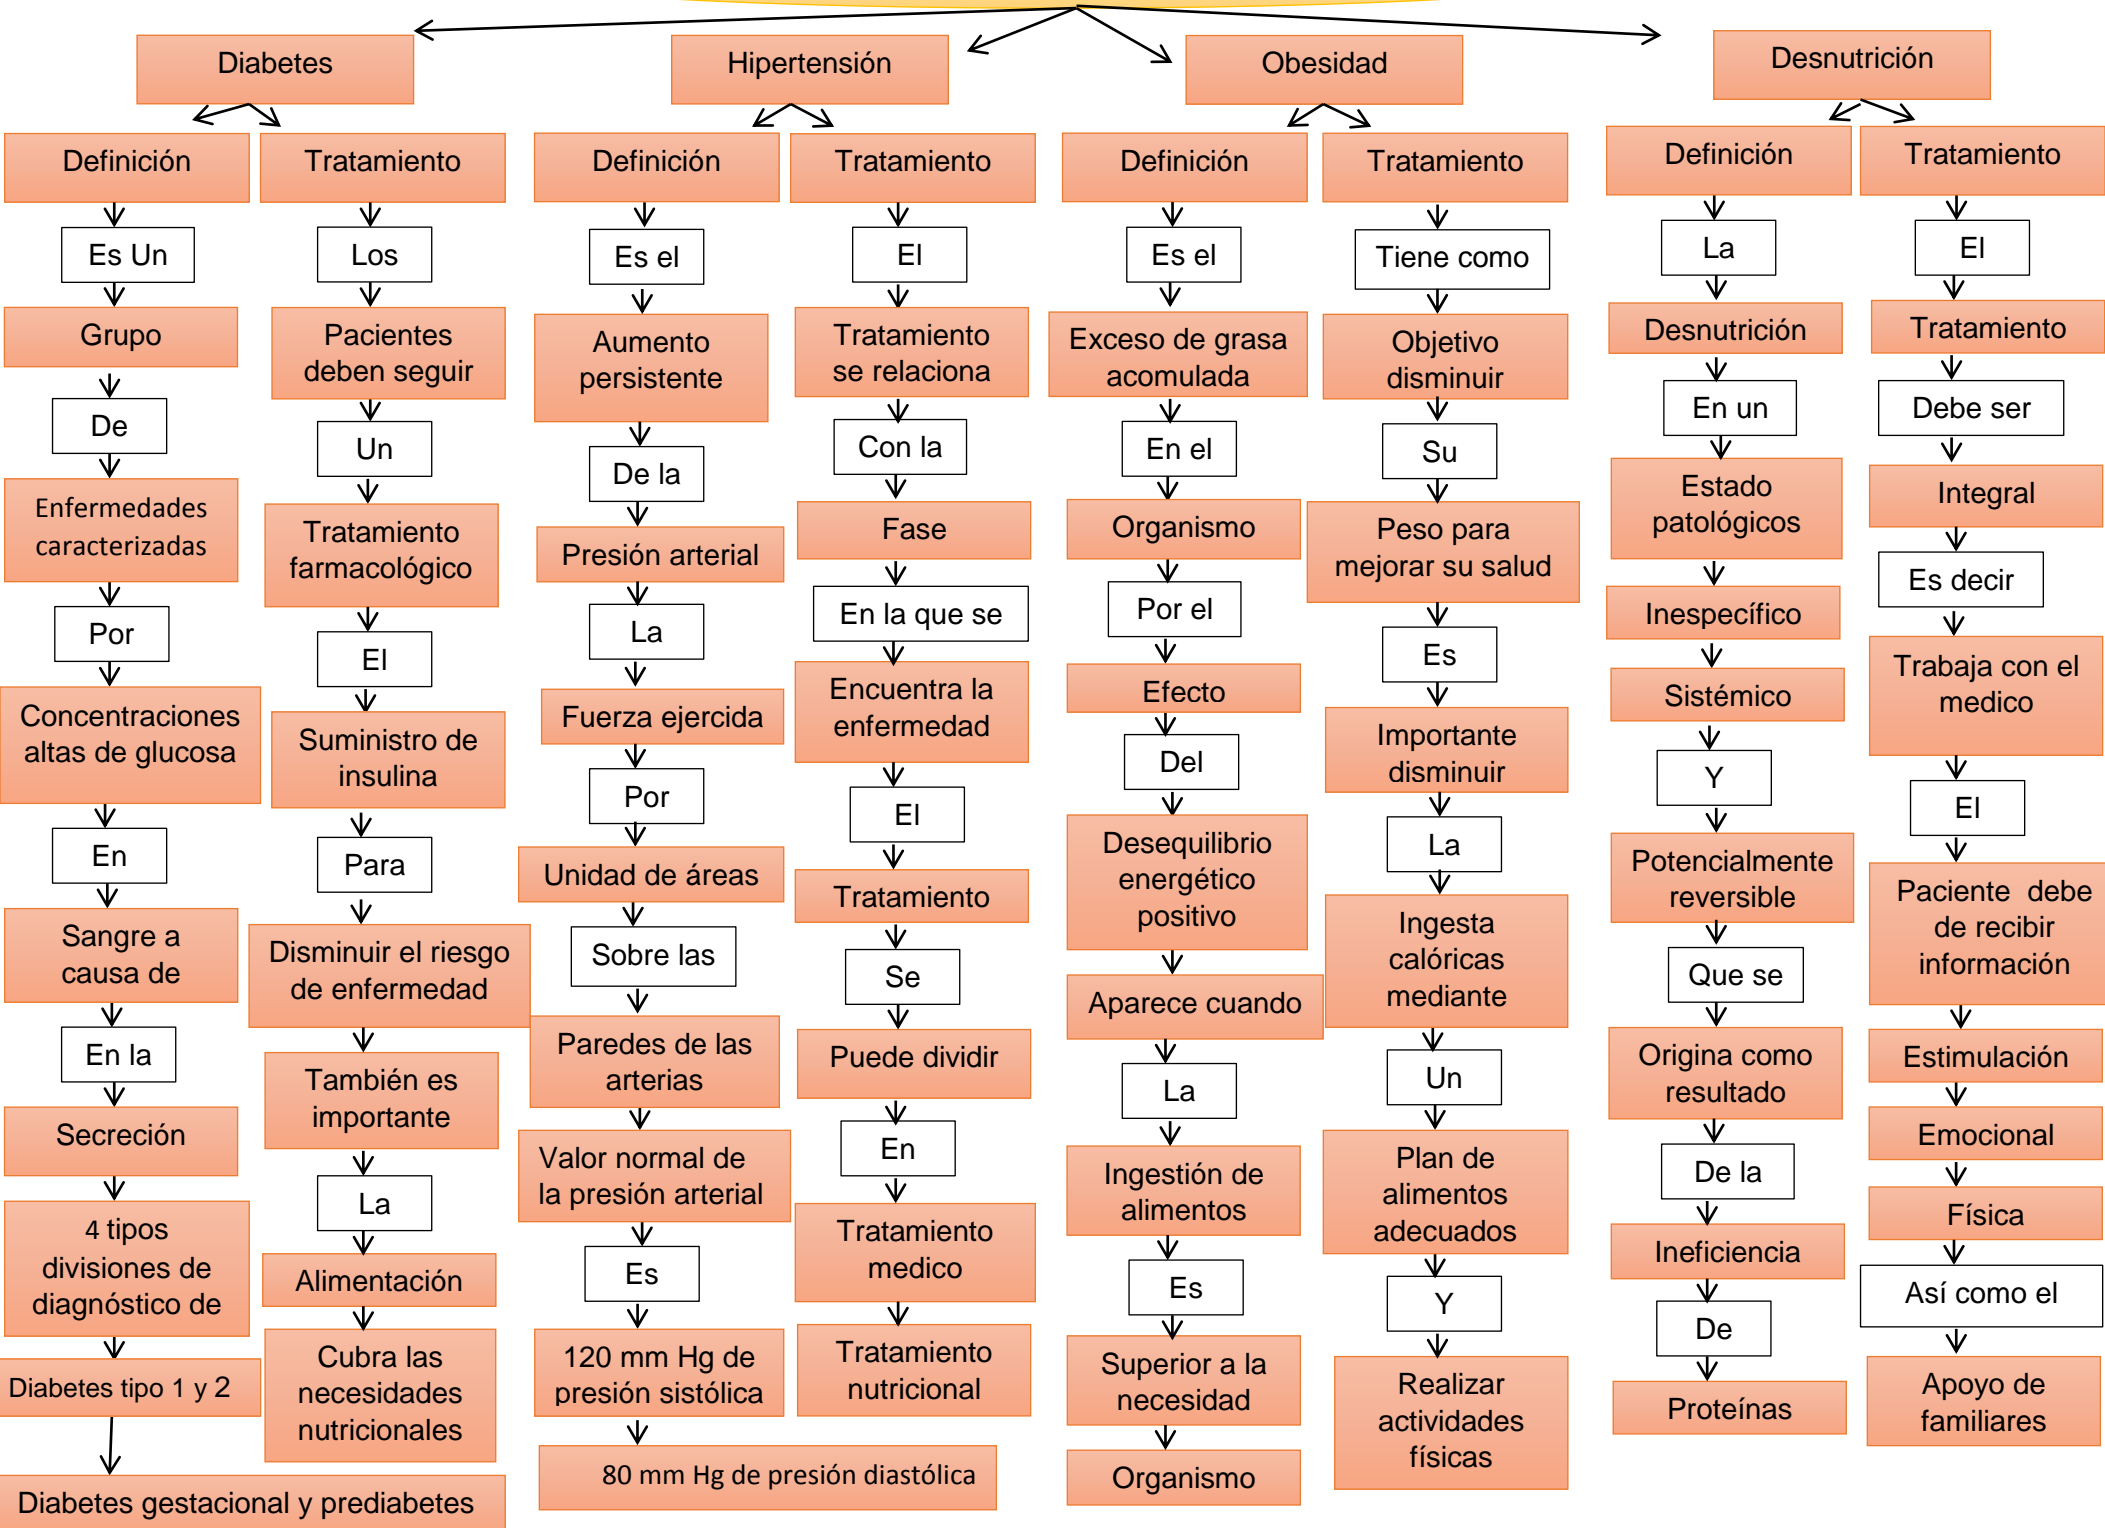 Diabetes
Hipertensión
Obesidad
Desnutrición
Definición
Es Un
Grupo
De
Enfermedades
caracterizadas
Por
Concentraciones
altas de glucosa
En
Sangre a
causa de
En la
Secreción
4 tipos
divisiones de
diagnóstico de
Diabetes tipo 1 y 2
Diabetes gestacional y prediabetes
Tratamiento
Los
Pacientes
deben seguir
Un
Tratamiento
farmacológico
El
Suministro de
insulina
Para
Disminuir el riesgo
de enfermedad
También es
importante
La
Alimentación
Cubra las
necesidades
nutricionales
Definición
Es el
Aumento
persistente
De la
Presión arterial
La
Fuerza ejercida
Por
Unidad de áreas
Sobre las
Paredes de las
arterias
Valor normal de
la presión arterial
Es
120 mm Hg de
presión sistólica
80 mm Hg de presión diastólica
Tratamiento
El
Tratamiento
se relaciona
Con la
Fase
En la que se
Encuentra la
enfermedad
El
Tratamiento
Se
Puede dividir
En
Tratamiento
medico
Tratamiento
nutricional
Definición
Es el
Exceso de grasa
acomulada
En el
Organismo
Por el
Efecto
Del
Desequilibrio
energético
positivo
Aparece cuando
La
Ingestión de
alimentos
Es
Superior a la
necesidad
Organismo
Tratamiento
Tiene como
Objetivo
disminuir
Su
Peso para
mejorar su salud
Es
Importante
disminuir
La
Ingesta
calóricas
mediante
Un
Plan de
alimentos
adecuados
Y
Realizar
actividades
físicas
Definición
La
Desnutrición
En un
Estado
patológicos
Inespecífico
Sistémico
Y
Potencialmente
reversible
Que se
Origina como
resultado
De la
Ineficiencia
De
Proteínas
Tratamiento
El
Tratamiento
Debe ser
Integral
Es decir
Trabaja con el
medico
El
Paciente debe
de recibir
información
Estimulación
Emocional
Física
Así como el
Apoyo de
familiares